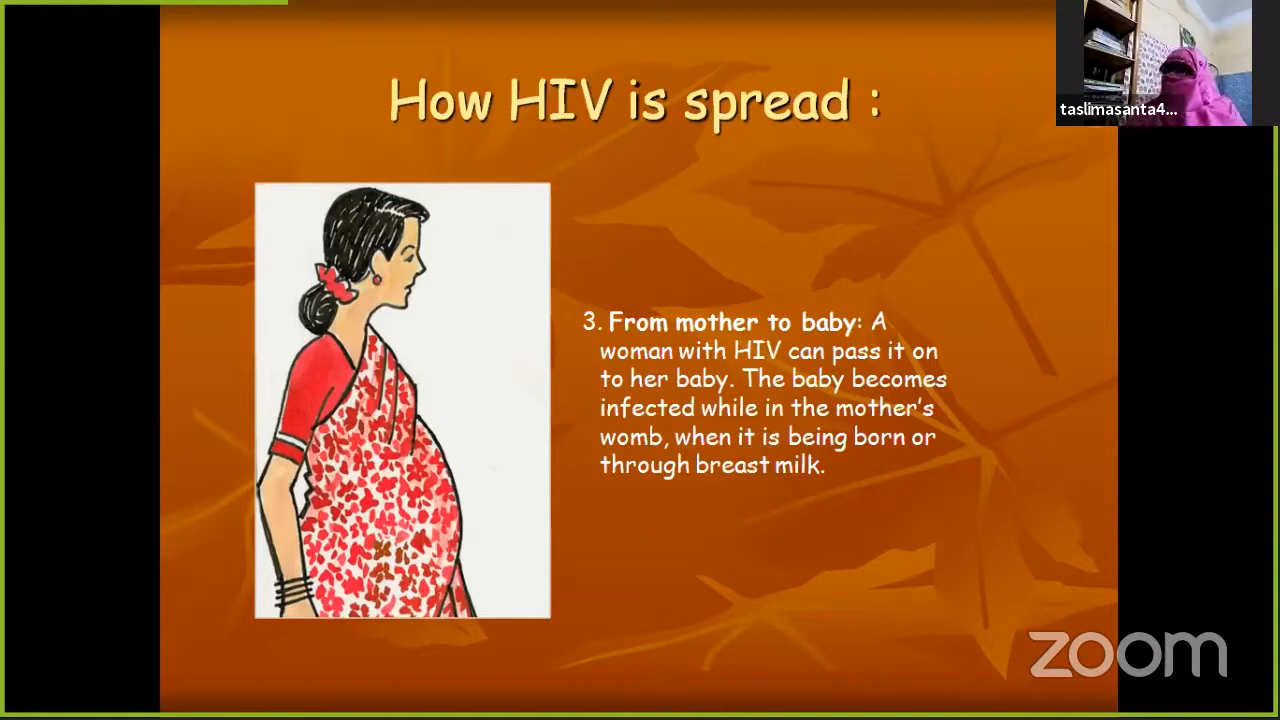 taslimasanta4...
How HIV is spread :
3. From mother to baby: A
woman with HIV can pass it on
to her baby. The baby becomes
infected while in the mother's
womb, when it is being born or
through breast milk.
zoom